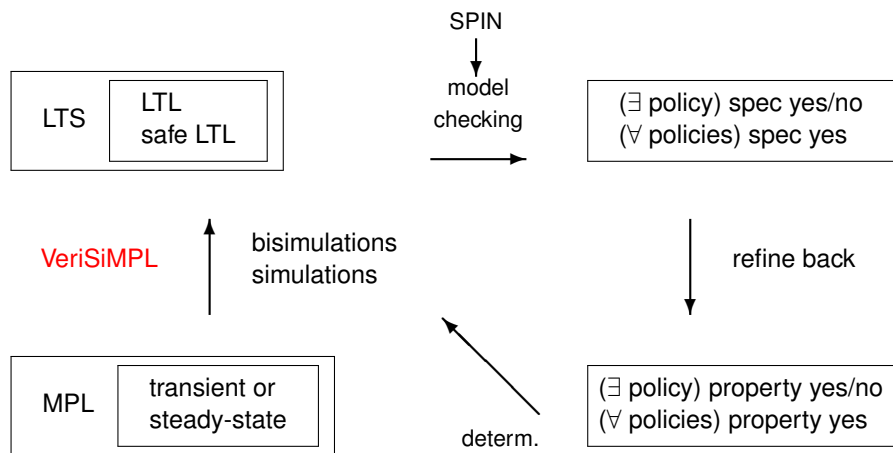 SPIN
model
checking
LTS
LTL
safe LTL
(∃ policy) spec yes/no
(∀ policies) spec yes
VeriSiMPL
bisimulations
simulations
refine back
MPL
transient or
steady-state
determ.
(∃ policy) property yes/no
(∀ policies) property yes